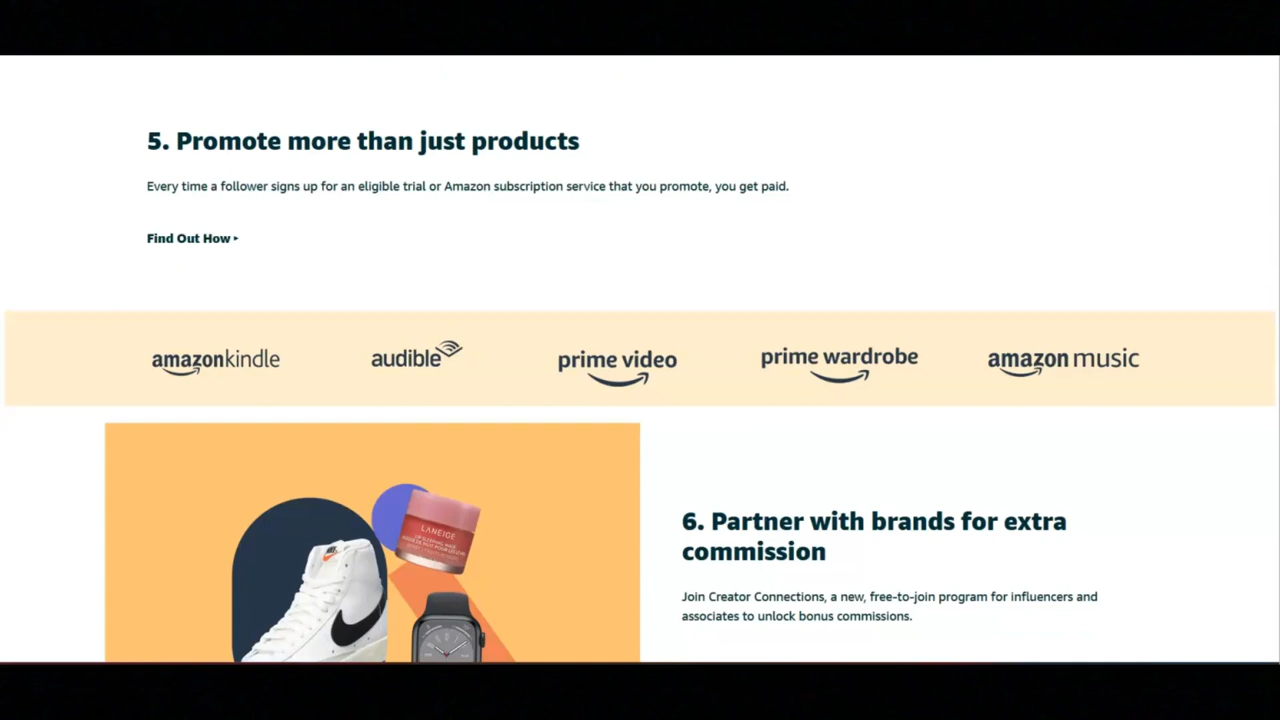 5. Promote more than just products
Every time a follower signs up for an eligible trial or Amazon subscription service that you promote, you get paid.
Find Out How ▸
amazonkindle
audible
prime video
prime wardrobe
amazon music
LANEIGE
6. Partner with brands for extra
commission
Join Creator Connections, a new, free-to-join program for influencers and
associates to unlock bonus commissions.